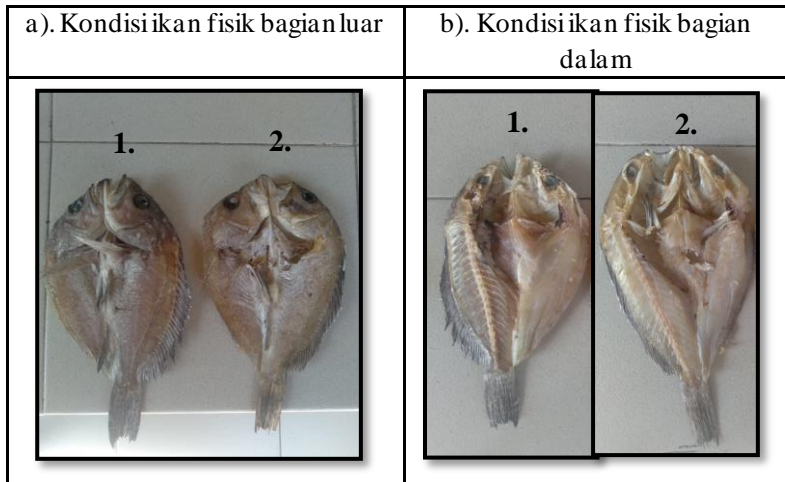 a). Kondisi ikan fisik bagian luar
b). Kondisi ikan fisik bagian
dalam
1.
2.
1.
2.